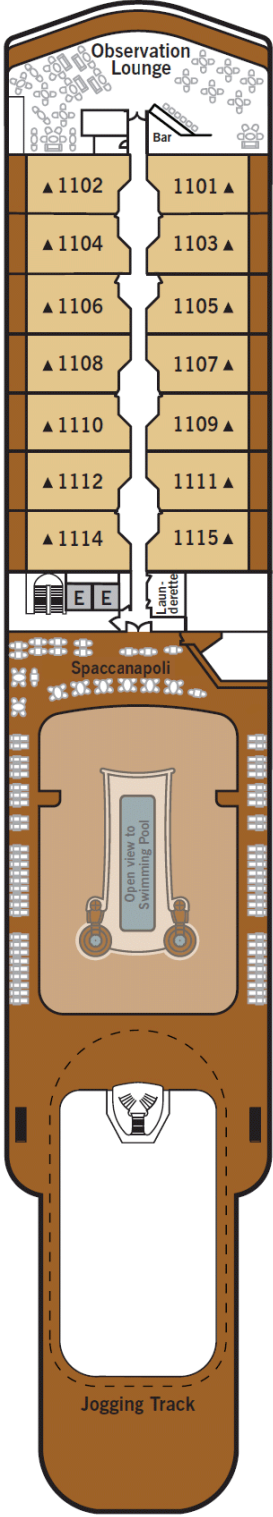 Observation
Lounge
Bar
▲1102 1101▲
▲1104 1103▲
▲1106 1105▲
▲1108 1107▲
▲1110 1109▲
▲1112 1111▲
▲1114 1115▲
E E
Laun-
derette
Spaccanapoli
Open view to
Swimming Pool
Jogging Track